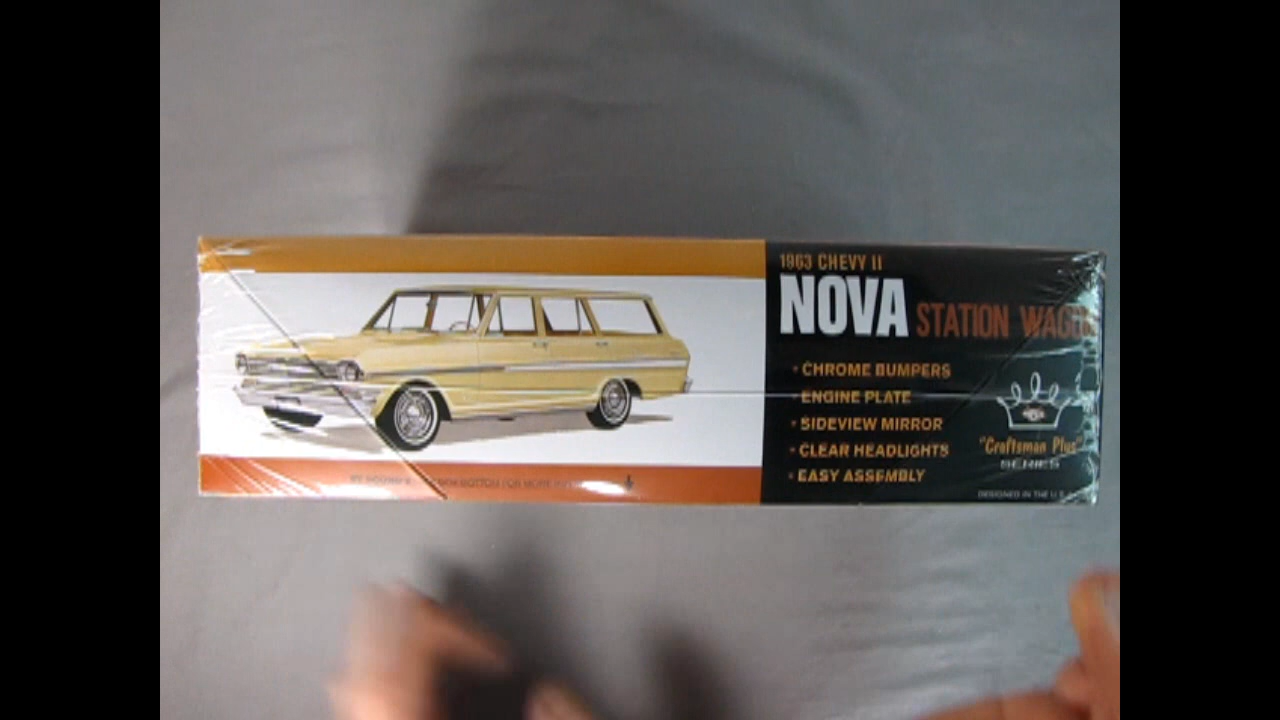 1963 CHEVY II
NOVA STATION WAGON
• CHROME BUMPERS
• ENGINE PLATE
• SIDEVIEW MIRROR
• CLEAR HEADLIGHTS
• EASY ASSEMBLY
"Craftsman Plus"
SERIES
DESIGNED IN THE U.S.